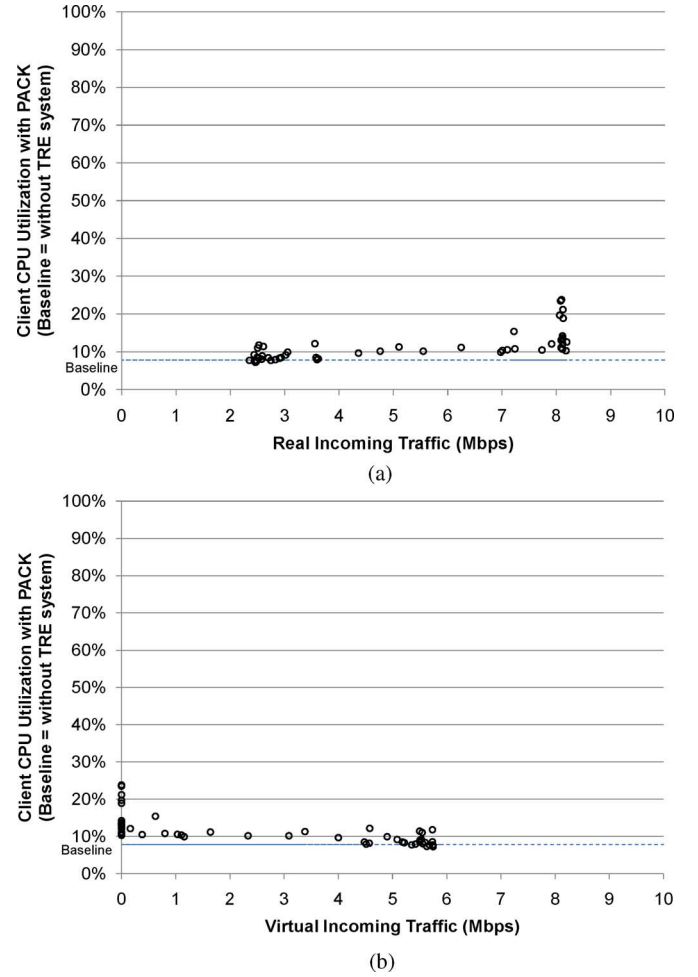 Client CPU Utilization with PACK
(Baseline = without TRE system)
100%
90%
80%
70%
60%
50%
40%
30%
20%
10%
Baseline
0%
0 1 2 3 4 5 6 7 8 9 10
Real Incoming Traffic (Mbps)
(a)
Client CPU Utilization with PACK
(Baseline = without TRE system)
100%
90%
80%
70%
60%
50%
40%
30%
20%
10%
Baseline
0%
0 1 2 3 4 5 6 7 8 9 10
Virtual Incoming Traffic (Mbps)
(b)